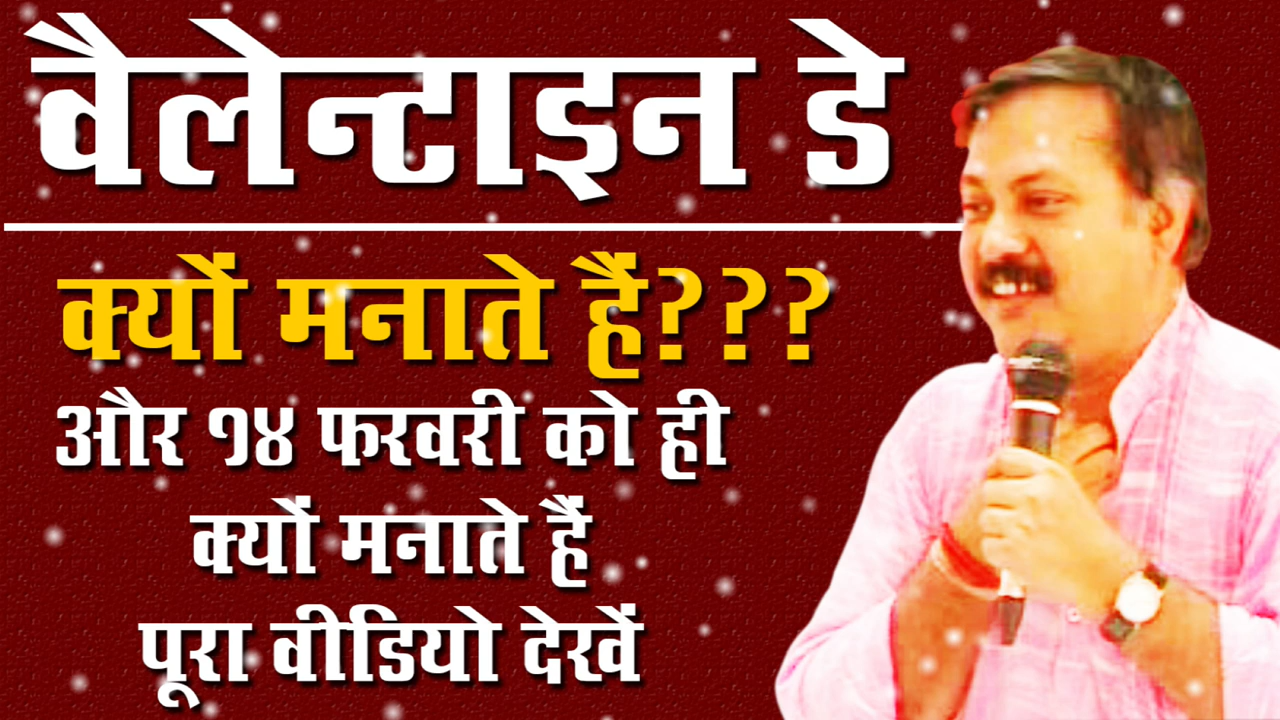 वैलेन्टाइन डे
क्यों मनाते हैं???
और १४ फरवरी को ही
क्यों मनाते हैं
पूरा वीडियो देखें